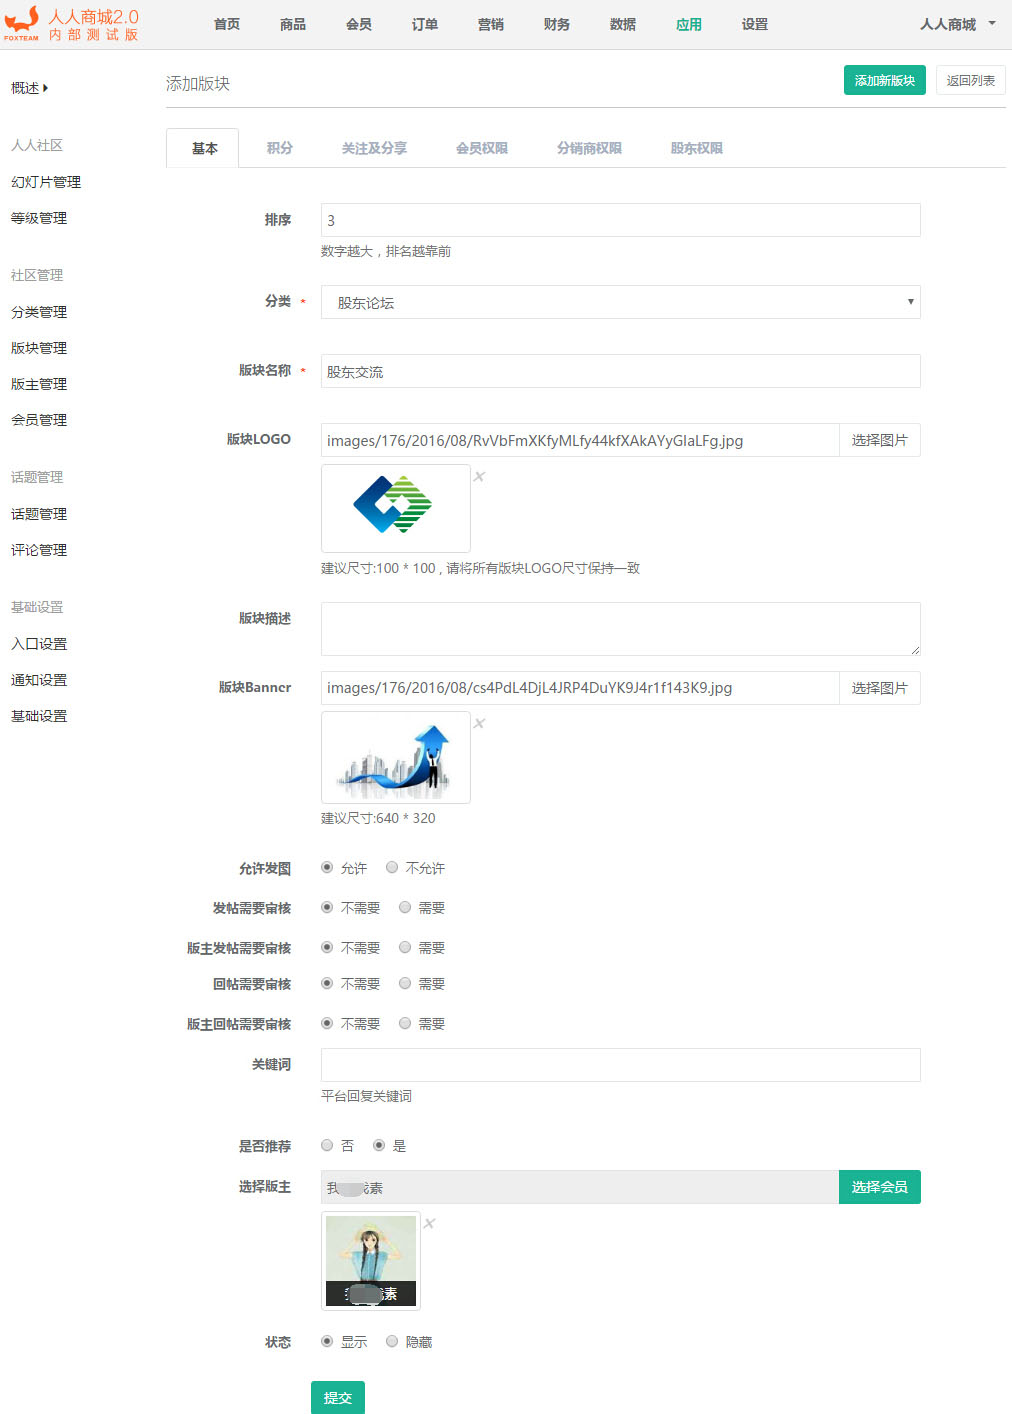 人人商城2.0
FOXTEAM 内部测试版
首页 商品 会员 订单 营销 财务 数据 应用 设置 人人商城
概述
人人社区
幻灯片管理
等级管理
社区管理
分类管理
版块管理
版主管理
会员管理
话题管理
话题管理
评论管理
基础设置
入口设置
通知设置
基础设置
添加版块 添加新版块 返回列表
基本 积分 关注及分享 会员权限 分销商权限 股东权限
排序 3
数字越大，排名越靠前
分类 * 股东论坛
版块名称 * 股东交流
版块LOGO images/176/2016/08/RvVbFmXKfyMLfy44kfXAkAYyGIaLFg.jpg 选择图片
×
建议尺寸:100 * 100 , 请将所有版块LOGO尺寸保持一致
版块描述
版块Banner images/176/2016/08/cs4PdL4DjL4JRP4DuYK9J4r1f143K9.jpg 选择图片
×
建议尺寸:640 * 320
允许发图 允许 不允许
发帖需要审核 不需要 需要
版主发帖需要审核 不需要 需要
回帖需要审核 不需要 需要
版主回帖需要审核 不需要 需要
关键词
平台回复关键词
是否推荐 否 是
选择版主 我 素 选择会员
×
素
状态 显示 隐藏
提交